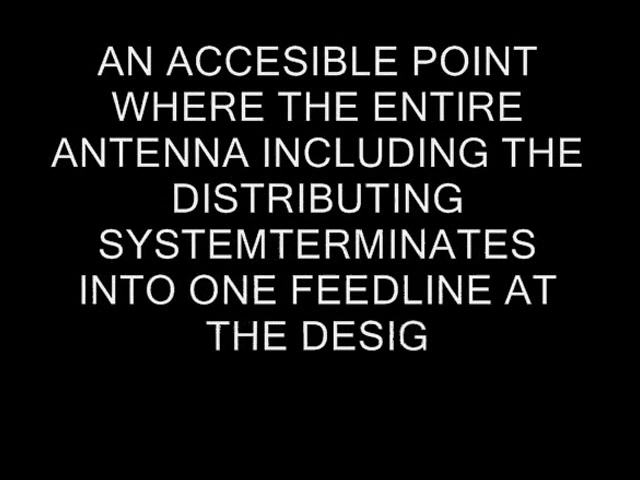 AN ACCESIBLE POINT
WHERE THE ENTIRE
ANTENNA INCLUDING THE
DISTRIBUTING
SYSTEMTERMINATES
INTO ONE FEEDLINE AT
THE DESIG